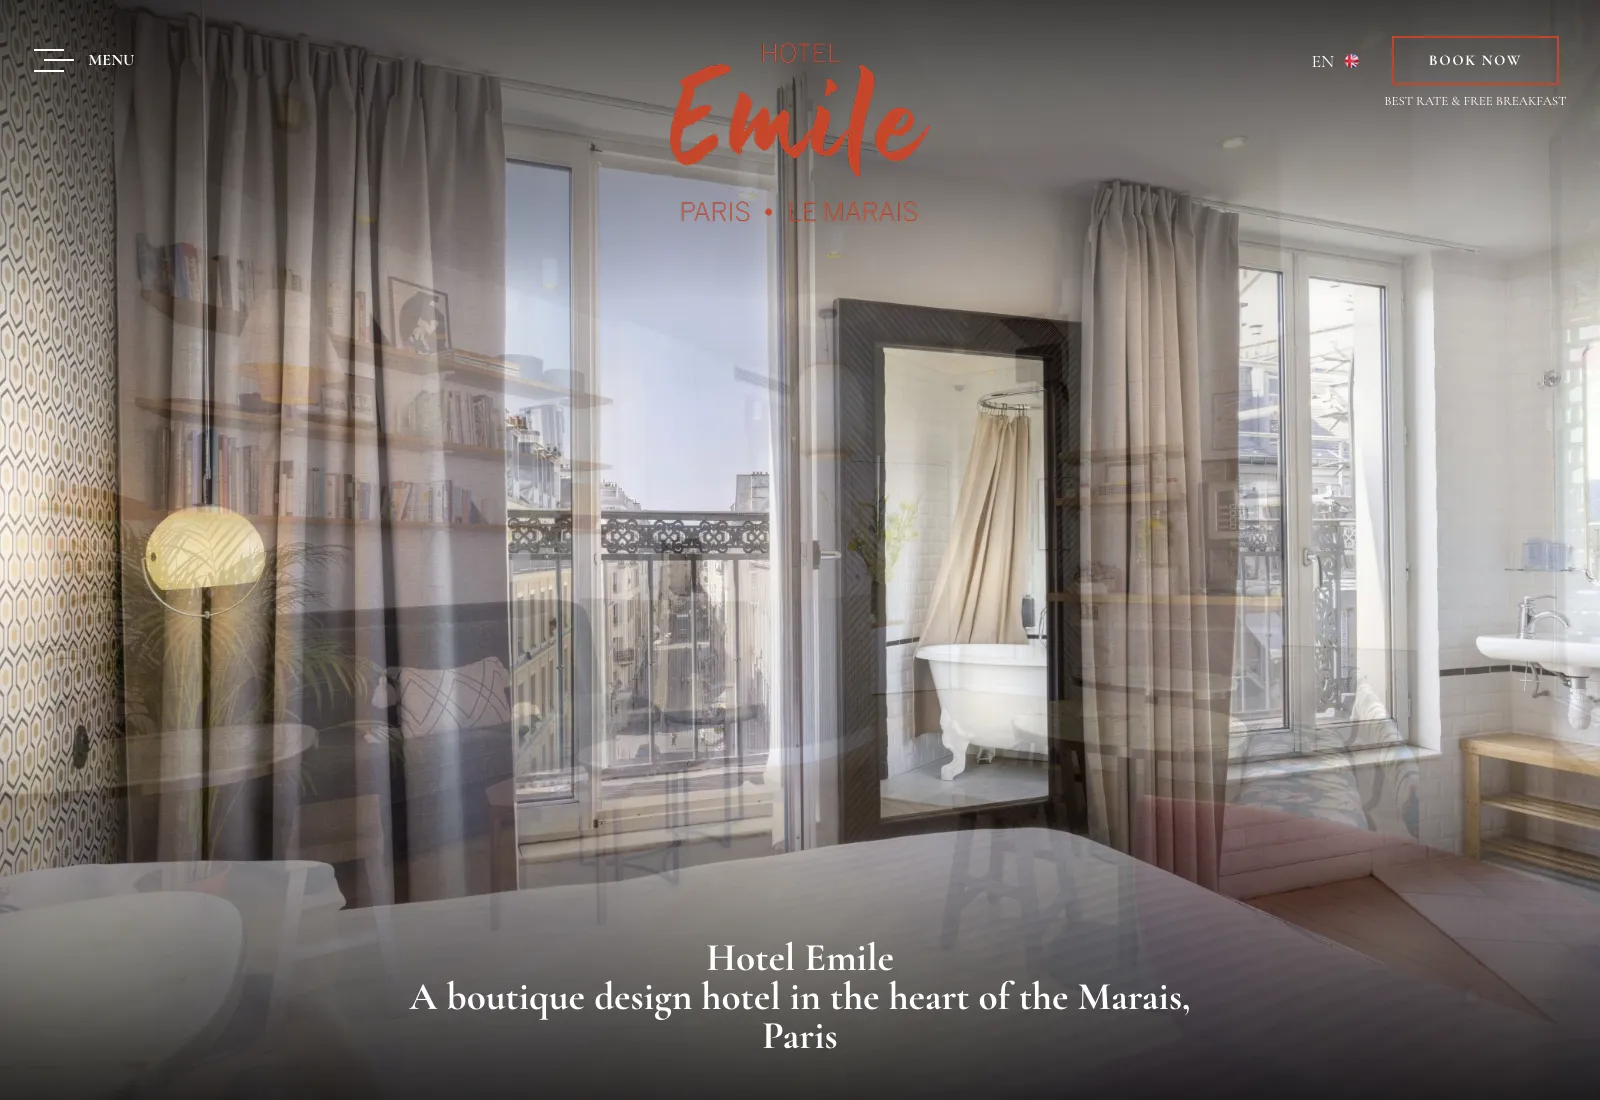 MENU
HOTEL
Emile
PARIS • LE MARAIS
EN
BOOK NOW
BEST RATE & FREE BREAKFAST
Hotel Emile
A boutique design hotel in the heart of the Marais,
Paris